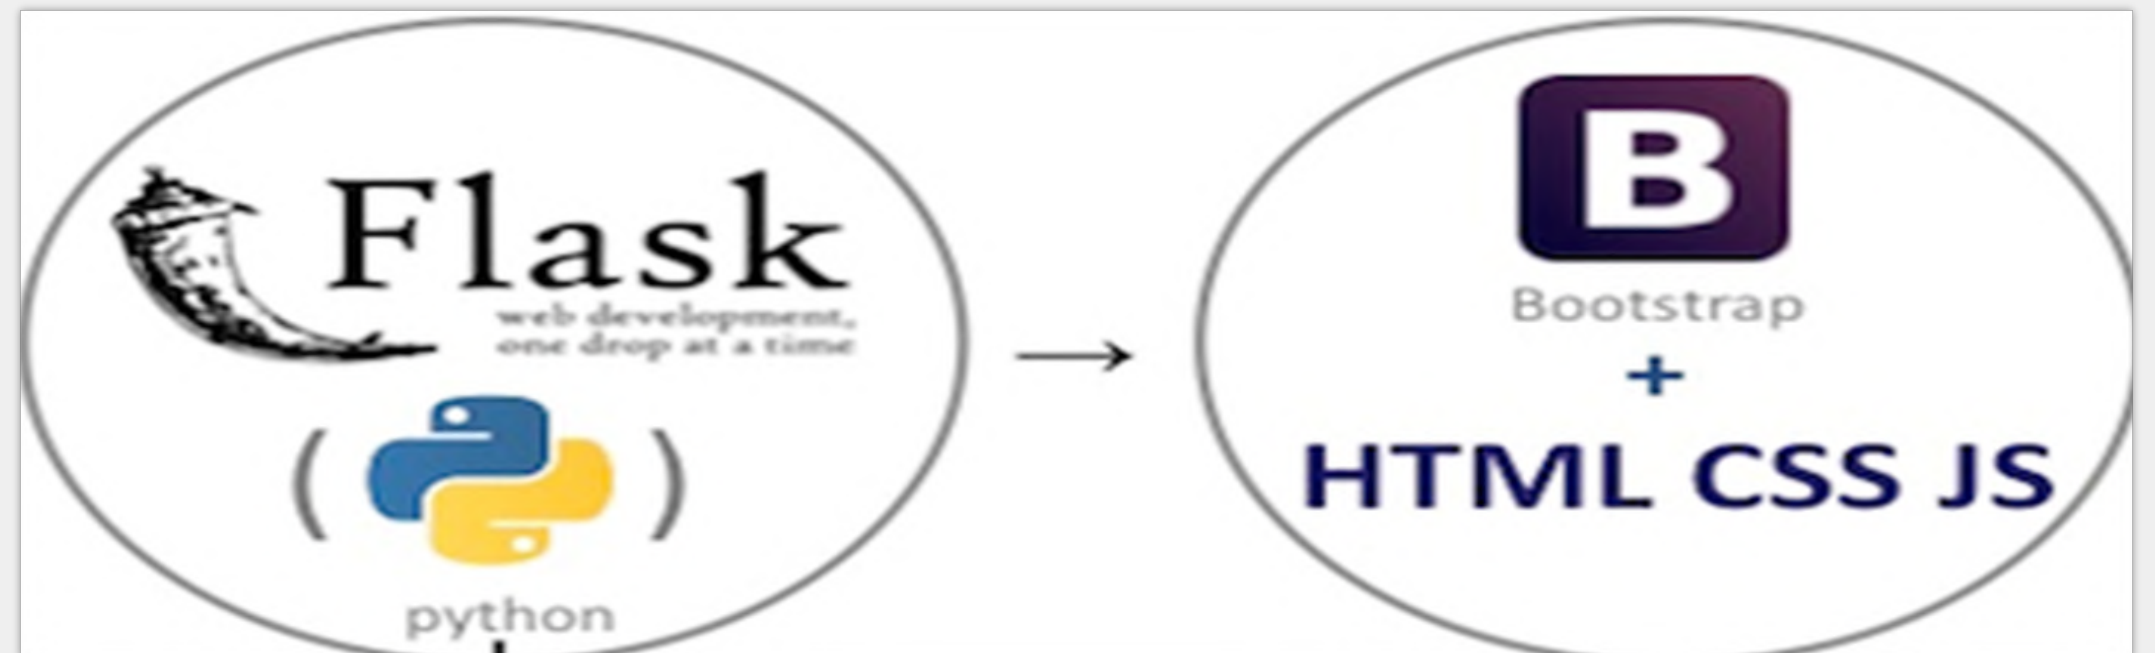 Flask
web development,
one drop at a time
( )
python
→
B
Bootstrap
+
HTML CSS JS